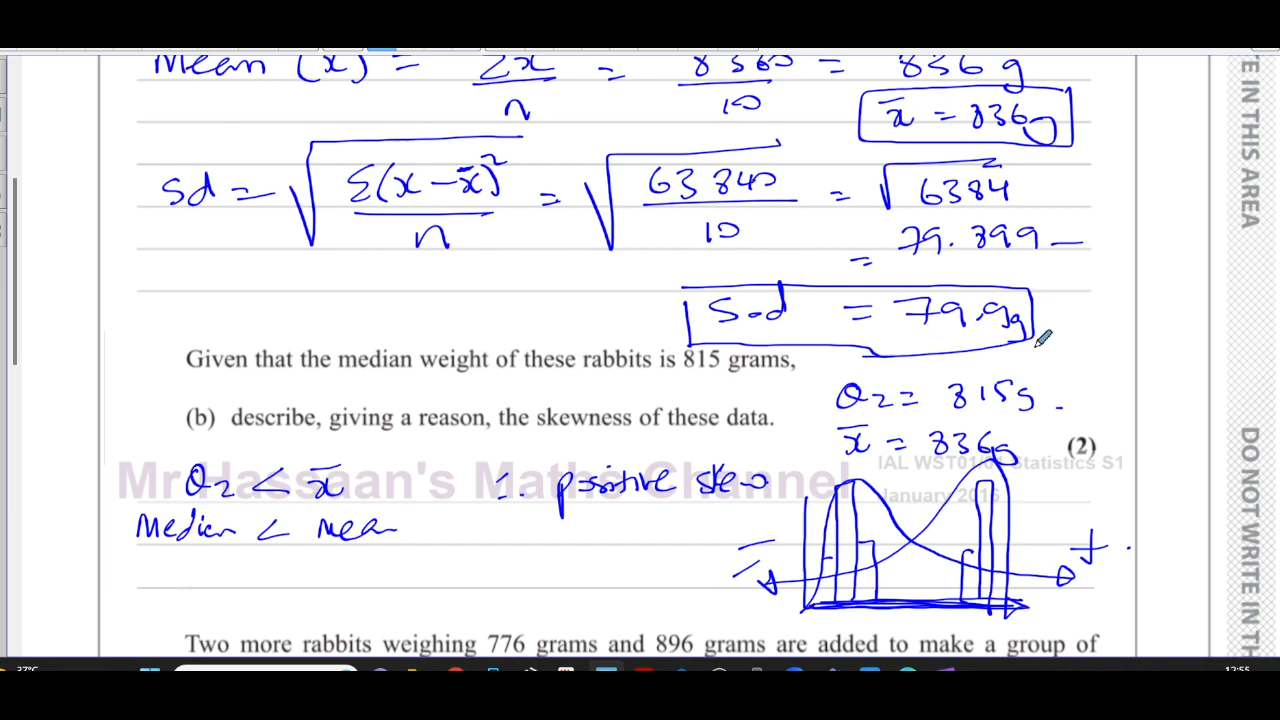 Mean (x̄) = Σx/n = 8360/10 = 836 g
x̄ = 836g
Sd = √(Σ(x − x̄)²/n) = √(63840/10) = √6384
= 79.899
S.d = 79.9g
Given that the median weight of these rabbits is 815 grams,
Q2 = 815g.
(b) describe, giving a reason, the skewness of these data.
x̄ = 836g
(2)
Mr Hassaan's Maths Channel
IAL WST01/01 Statistics S1
January 2016
Q2 < x̄ ∴ positive skew
Median < mean
− +
Two more rabbits weighing 776 grams and 896 grams are added to make a group of
37°C
12:55
TE IN THIS AREA
DO NOT WRITE IN TH